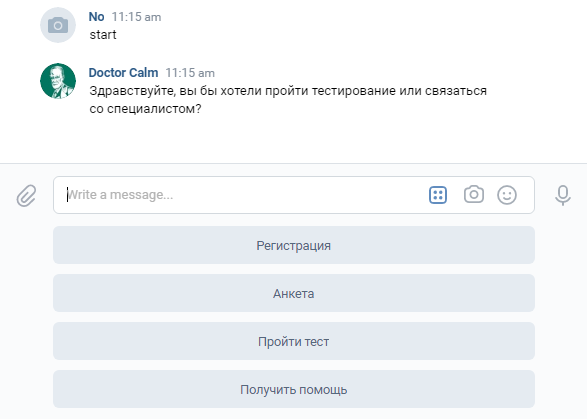 No 11:15 am
start
Doctor Calm 11:15 am
Здравствуйте, вы бы хотели пройти тестирование или связаться
со специалистом?
Write a message...
Регистрация
Анкета
Пройти тест
Получить помощь